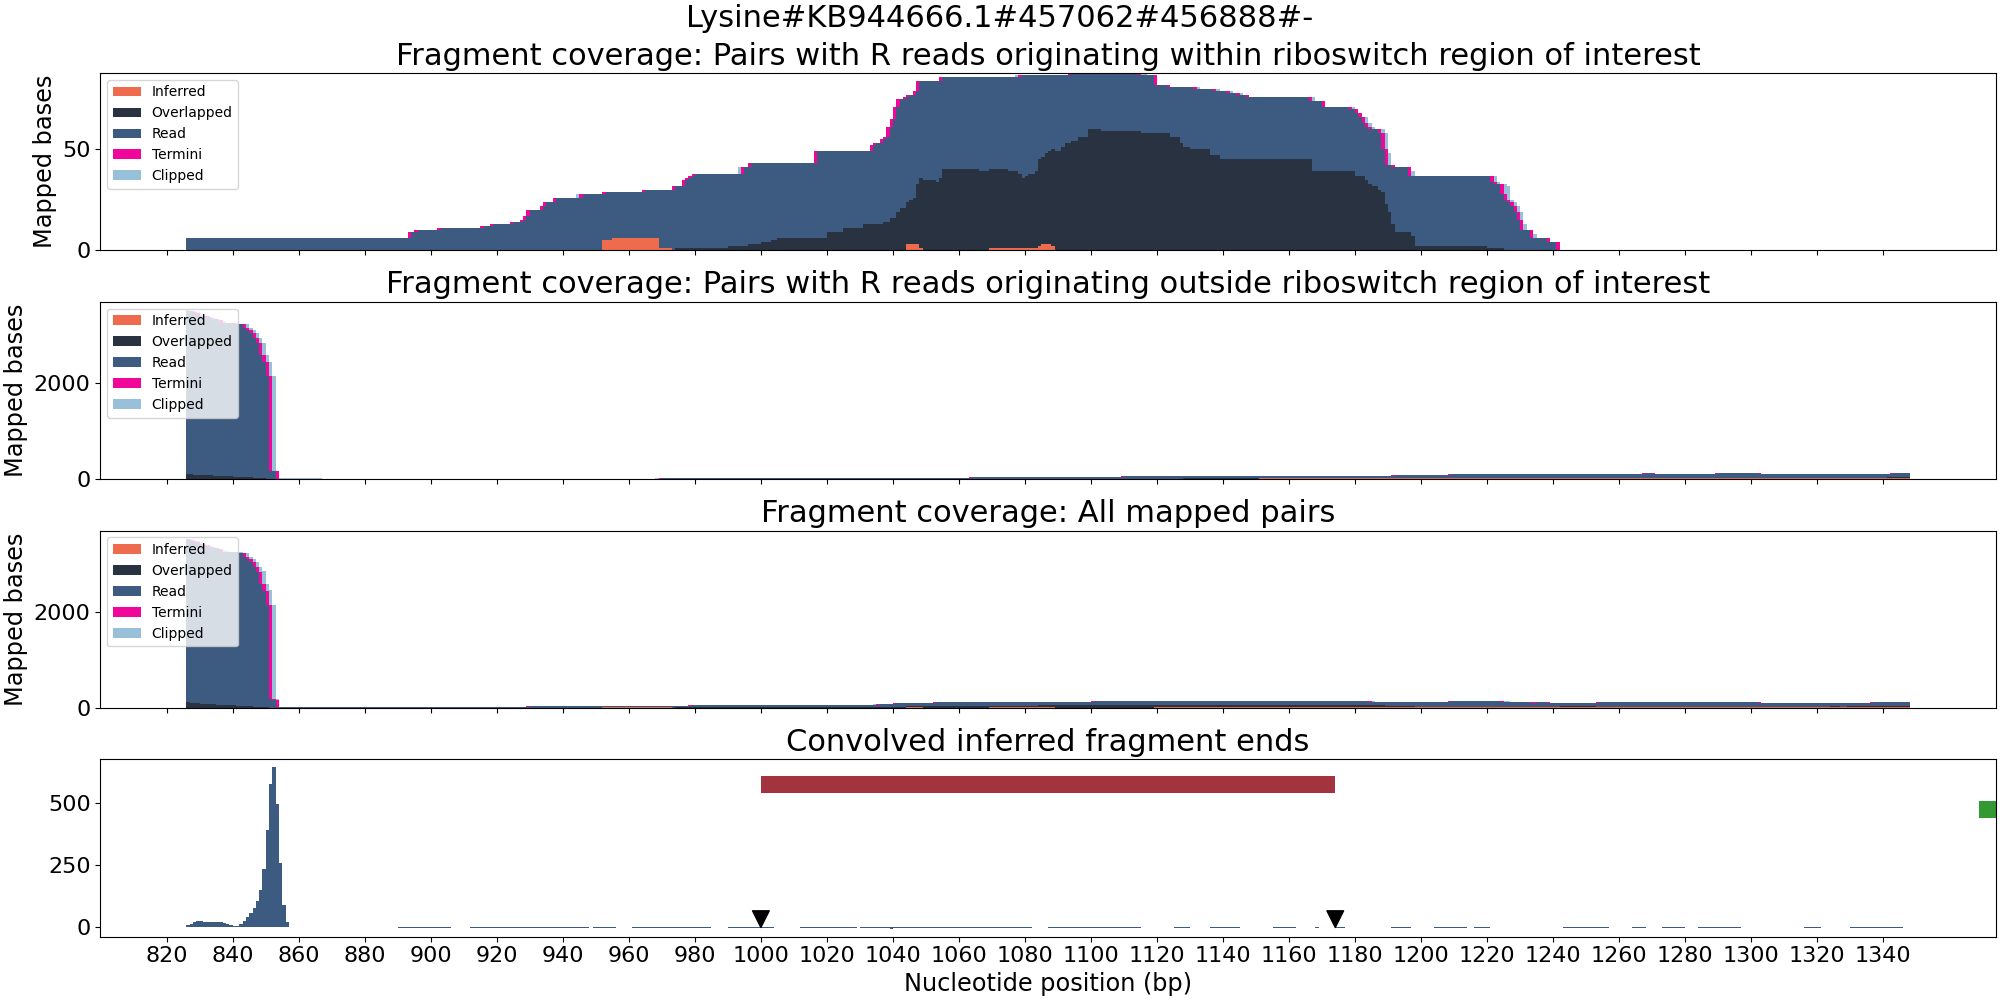 Lysine#KB944666.1#457062#456888#-
Fragment coverage: Pairs with R reads originating within riboswitch region of interest
Mapped bases
50
0
Inferred
Overlapped
Read
Termini
Clipped
Fragment coverage: Pairs with R reads originating outside riboswitch region of interest
Mapped bases
2000
0
Inferred
Overlapped
Read
Termini
Clipped
Fragment coverage: All mapped pairs
Mapped bases
2000
0
Inferred
Overlapped
Read
Termini
Clipped
Convolved inferred fragment ends
500
250
0
820 840 860 880 900 920 940 960 980 1000 1020 1040 1060 1080 1100 1120 1140 1160 1180 1200 1220 1240 1260 1280 1300 1320 1340
Nucleotide position (bp)